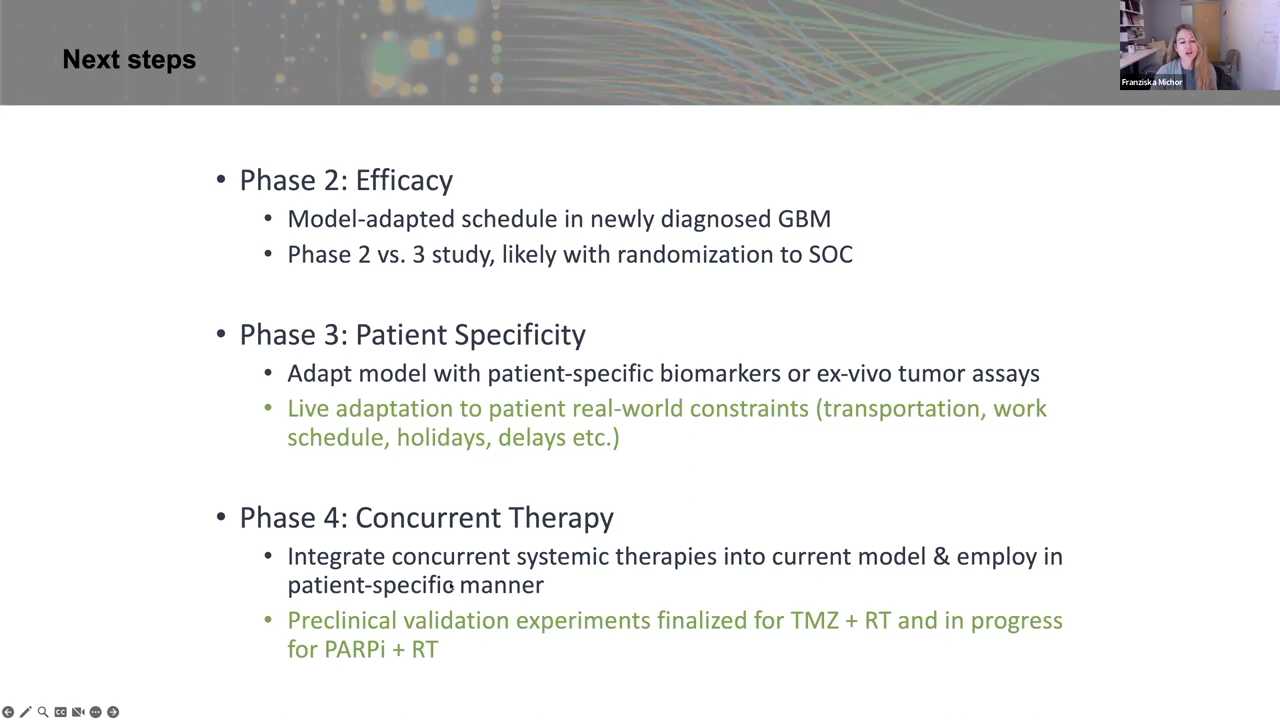 Next steps
Franziska Michor
• Phase 2: Efficacy
• Model-adapted schedule in newly diagnosed GBM
• Phase 2 vs. 3 study, likely with randomization to SOC
• Phase 3: Patient Specificity
• Adapt model with patient-specific biomarkers or ex-vivo tumor assays
• Live adaptation to patient real-world constraints (transportation, work
schedule, holidays, delays etc.)
• Phase 4: Concurrent Therapy
• Integrate concurrent systemic therapies into current model & employ in
patient-specific manner
• Preclinical validation experiments finalized for TMZ + RT and in progress
for PARPi + RT